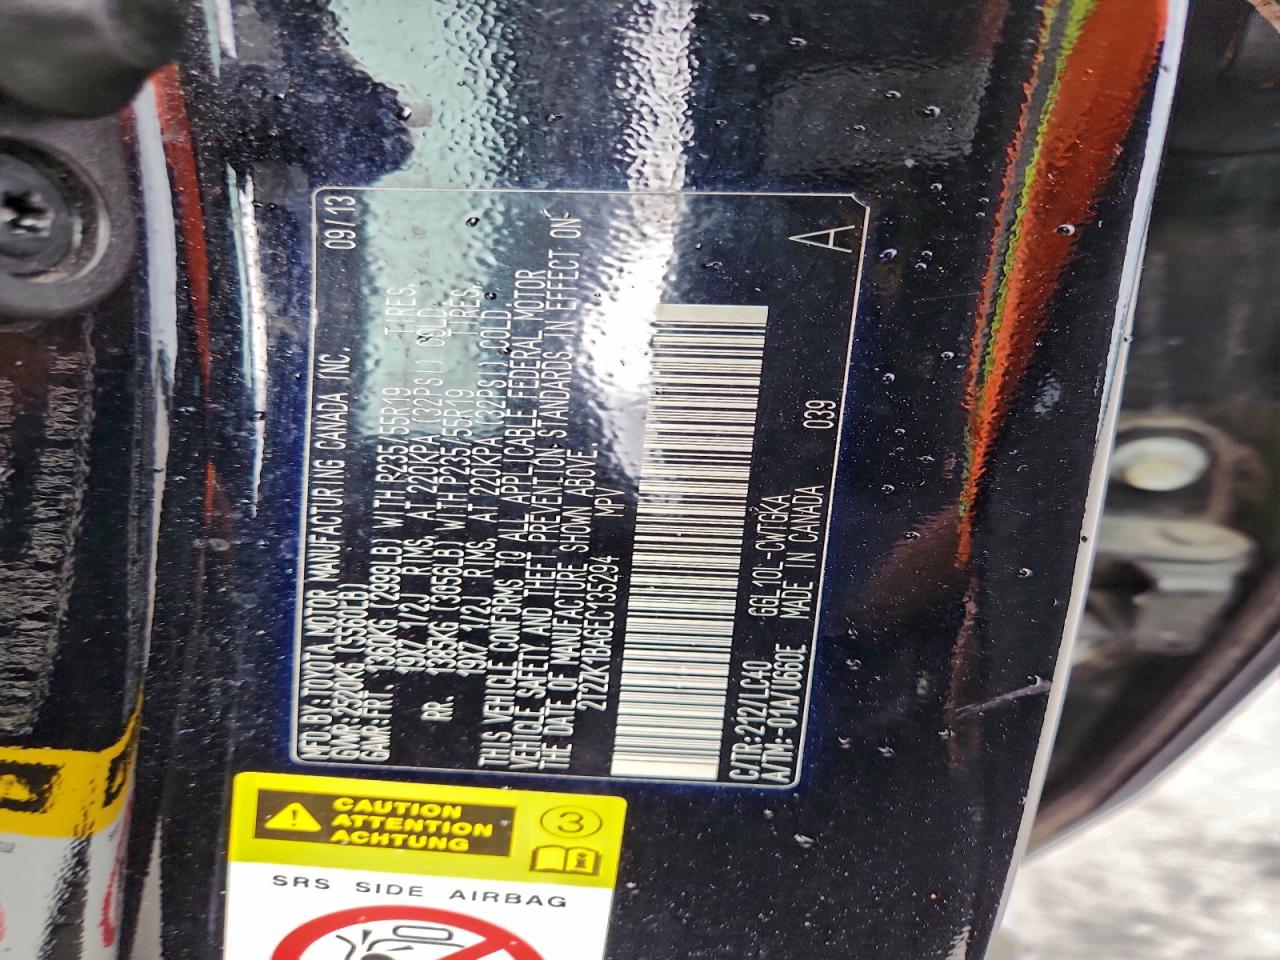 MFD.BY:TOYOTA MOTOR MANUFACTURING CANADA INC. 09/13
GVWR:2520KG (5560LB)
GAWR:FRT. 1360KG (2999LB) WITH P235/55R19 TIRES,
19X7 1/2J RIMS, AT 220KPA (32PSI) COLD.
RR. 1385KG (3056LB) WITH P235/55R19 TIRES,
19X7 1/2J RIMS, AT 220KPA (32PSI) COLD.
THIS VEHICLE CONFORMS TO ALL APPLICABLE FEDERAL MOTOR
VEHICLE SAFETY AND THEFT PREVENTION STANDARDS IN EFFECT ON
THE DATE OF MANUFACTURE SHOWN ABOVE.
2T2ZK1BA6EC135294 MPV
C/TR:212/LC40 GGL10L-CWTGKA
A/TM:-01A/U660E MADE IN CANADA 039
A
CAUTION
ATTENTION
ACHTUNG
3
i
SRS SIDE AIRBAG